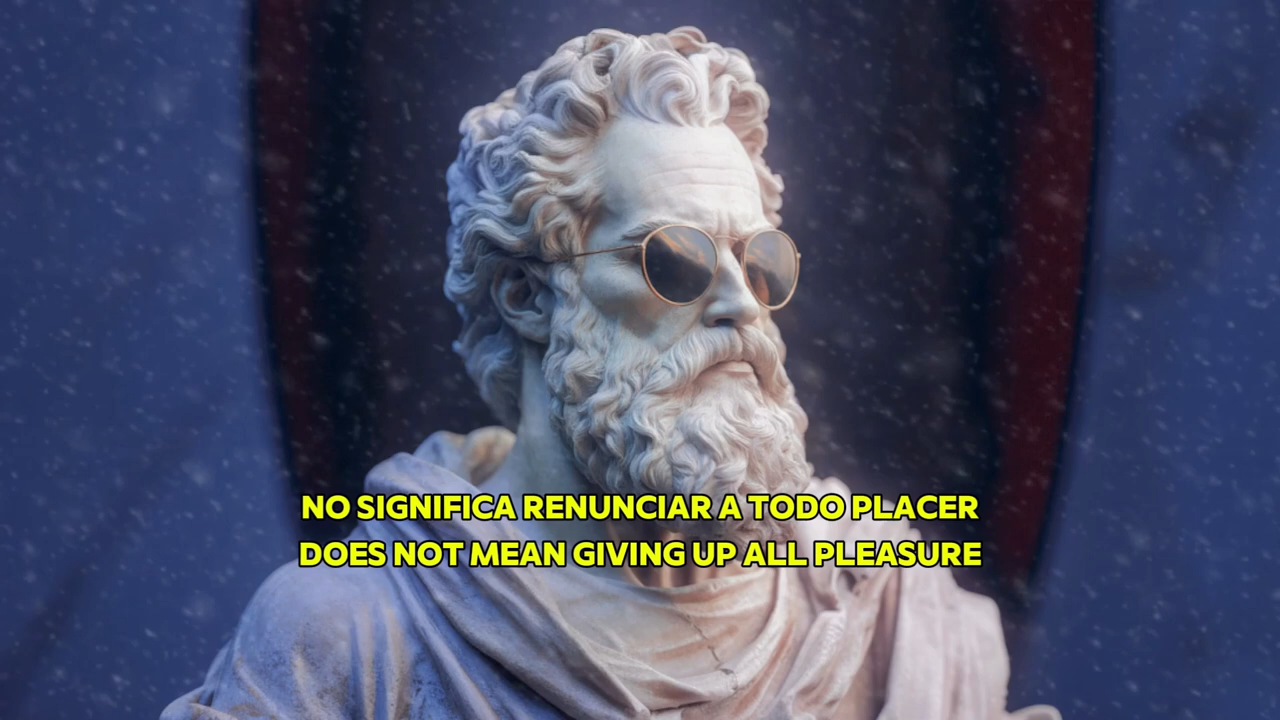 NO SIGNIFICA RENUNCIAR A TODO PLACER
DOES NOT MEAN GIVING UP ALL PLEASURE